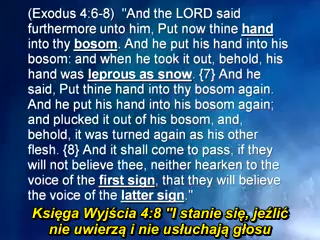 (Exodus 4:6-8)  "And the LORD said
furthermore unto him, Put now thine hand
into thy bosom. And he put his hand into his
bosom: and when he took it out, behold, his
hand was leprous as snow. {7} And he
said, Put thine hand into thy bosom again.
And he put his hand into his bosom again;
and plucked it out of his bosom, and,
behold, it was turned again as his other
flesh. {8} And it shall come to pass, if they
will not believe thee, neither hearken to the
voice of the first sign, that they will believe
the voice of the latter sign."
Księga Wyjścia 4:8 "I stanie się, jeźlić
nie uwierzą i nie usłuchają głosu